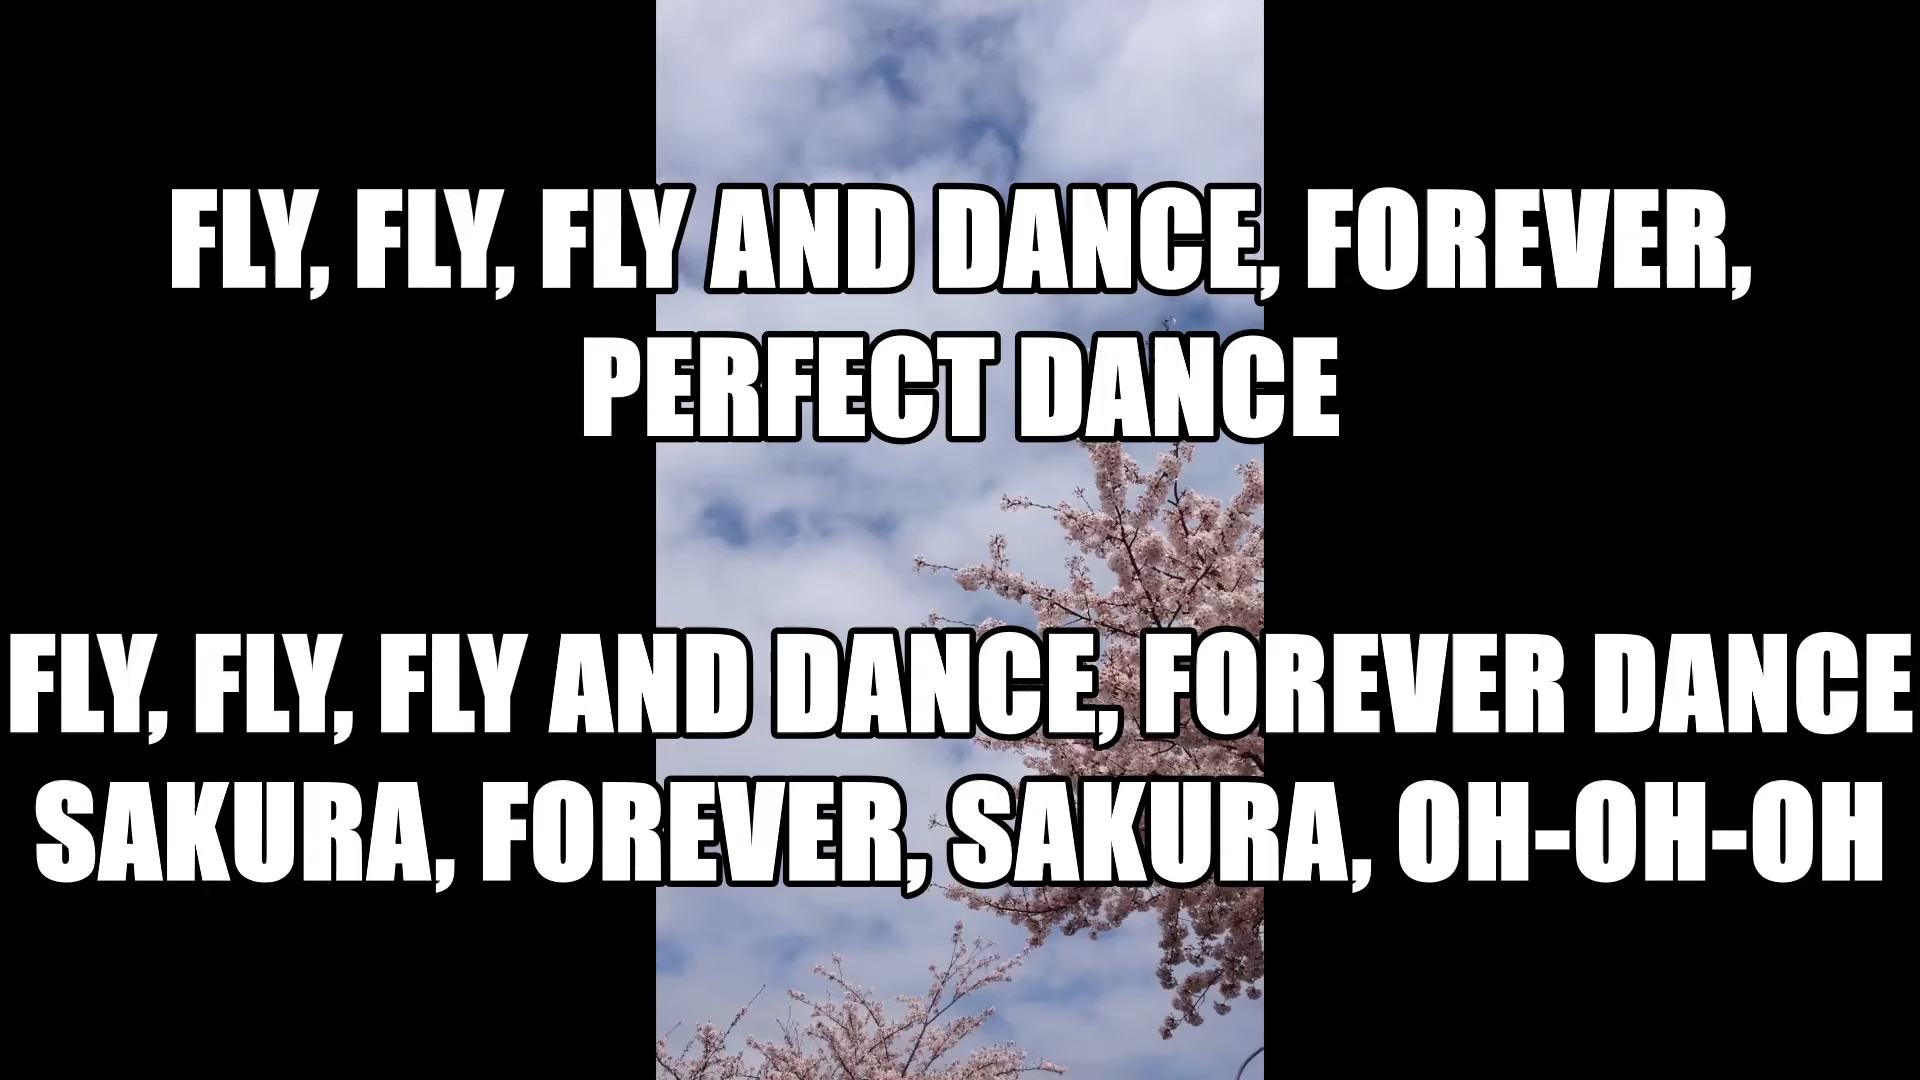 FLY, FLY, FLY AND DANCE, FOREVER,
PERFECT DANCE
FLY, FLY, FLY AND DANCE, FOREVER DANCE
SAKURA, FOREVER, SAKURA, OH-OH-OH